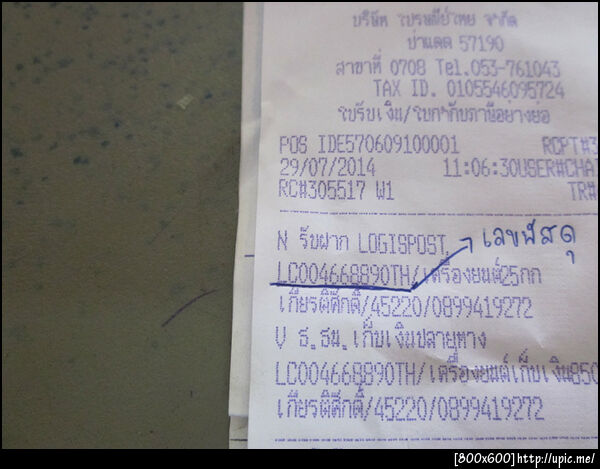 บริษัท ไปรษณีย์ไทย จำกัด
ป่าแดด 57190
สาขาที่ 0708 Tel.053-761043
TAX ID. 0105546095724
ใบรับเงิน/ใบกำกับภาษีอย่างย่อ
POS IDE570609100001 RCPT#3
29/07/2014 11:06:30USER#CHAI
RC#305517 W1 TR#
N รับฝาก LOGISPOST
เลขพัสดุ
LC004668890TH/เครื่องยนต์25กก
เกียรติศักดิ์/45220/0899419272
V ธ.ธน.เก็บเงินปลายทาง
LC004668890TH/เครื่องยนต์เก็บเงิน850
เกียรติศักดิ์/45220/0899419272
[800x600]http://upic.me/